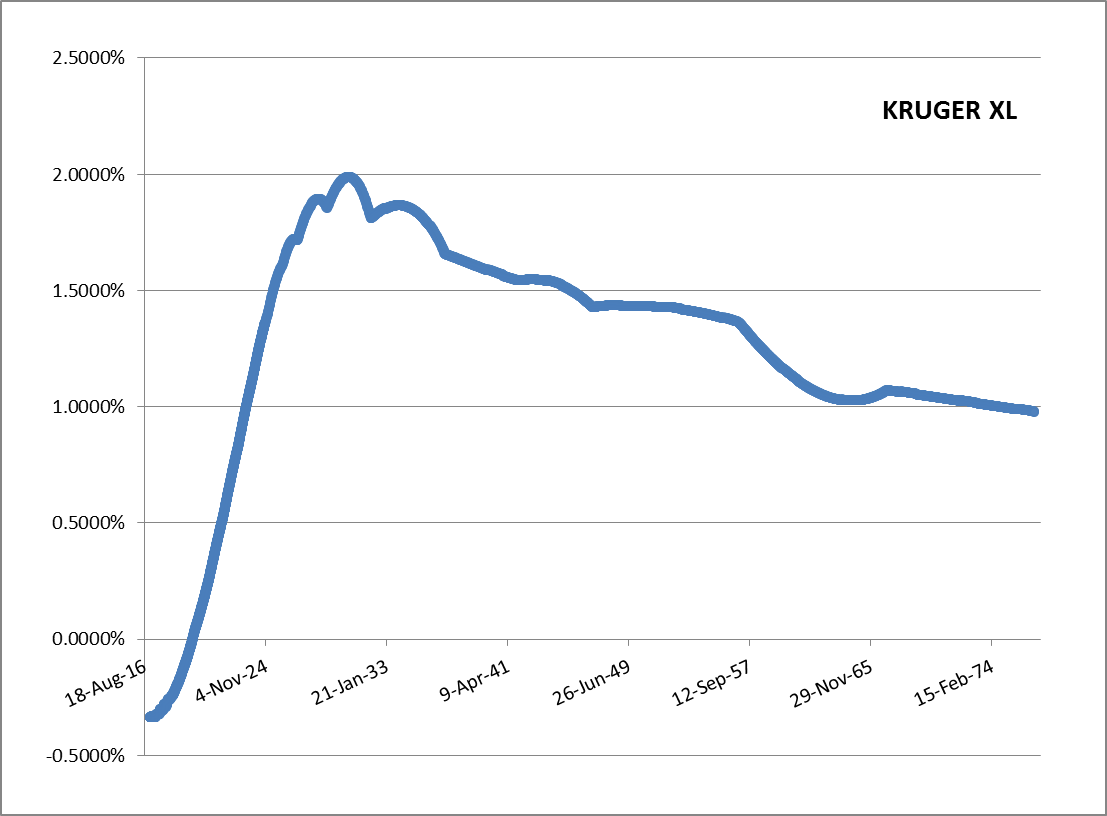 2.5000%
KRUGER XL
2.0000%
1.5000%
1.0000%
0.5000%
0.0000%
18-Aug-16
4-Nov-24
21-Jan-33
9-Apr-41
26-Jun-49
12-Sep-57
29-Nov-65
15-Feb-74
-0.5000%